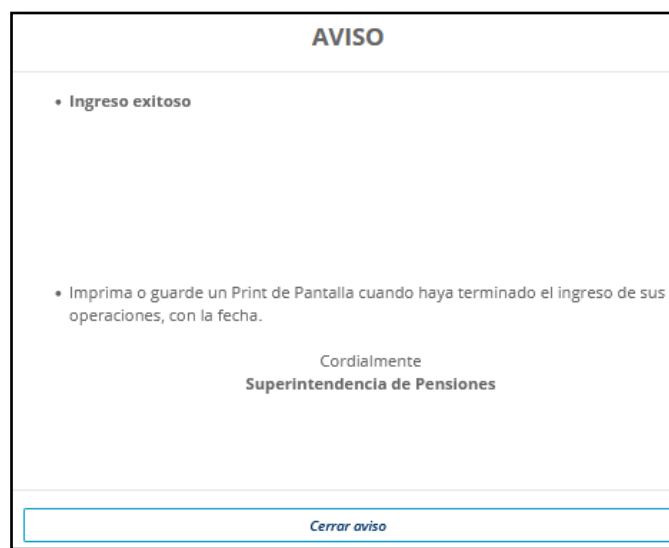 AVISO
• Ingreso exitoso
• Imprima o guarde un Print de Pantalla cuando haya terminado el ingreso de sus
operaciones, con la fecha.
Cordialmente
Superintendencia de Pensiones
Cerrar aviso